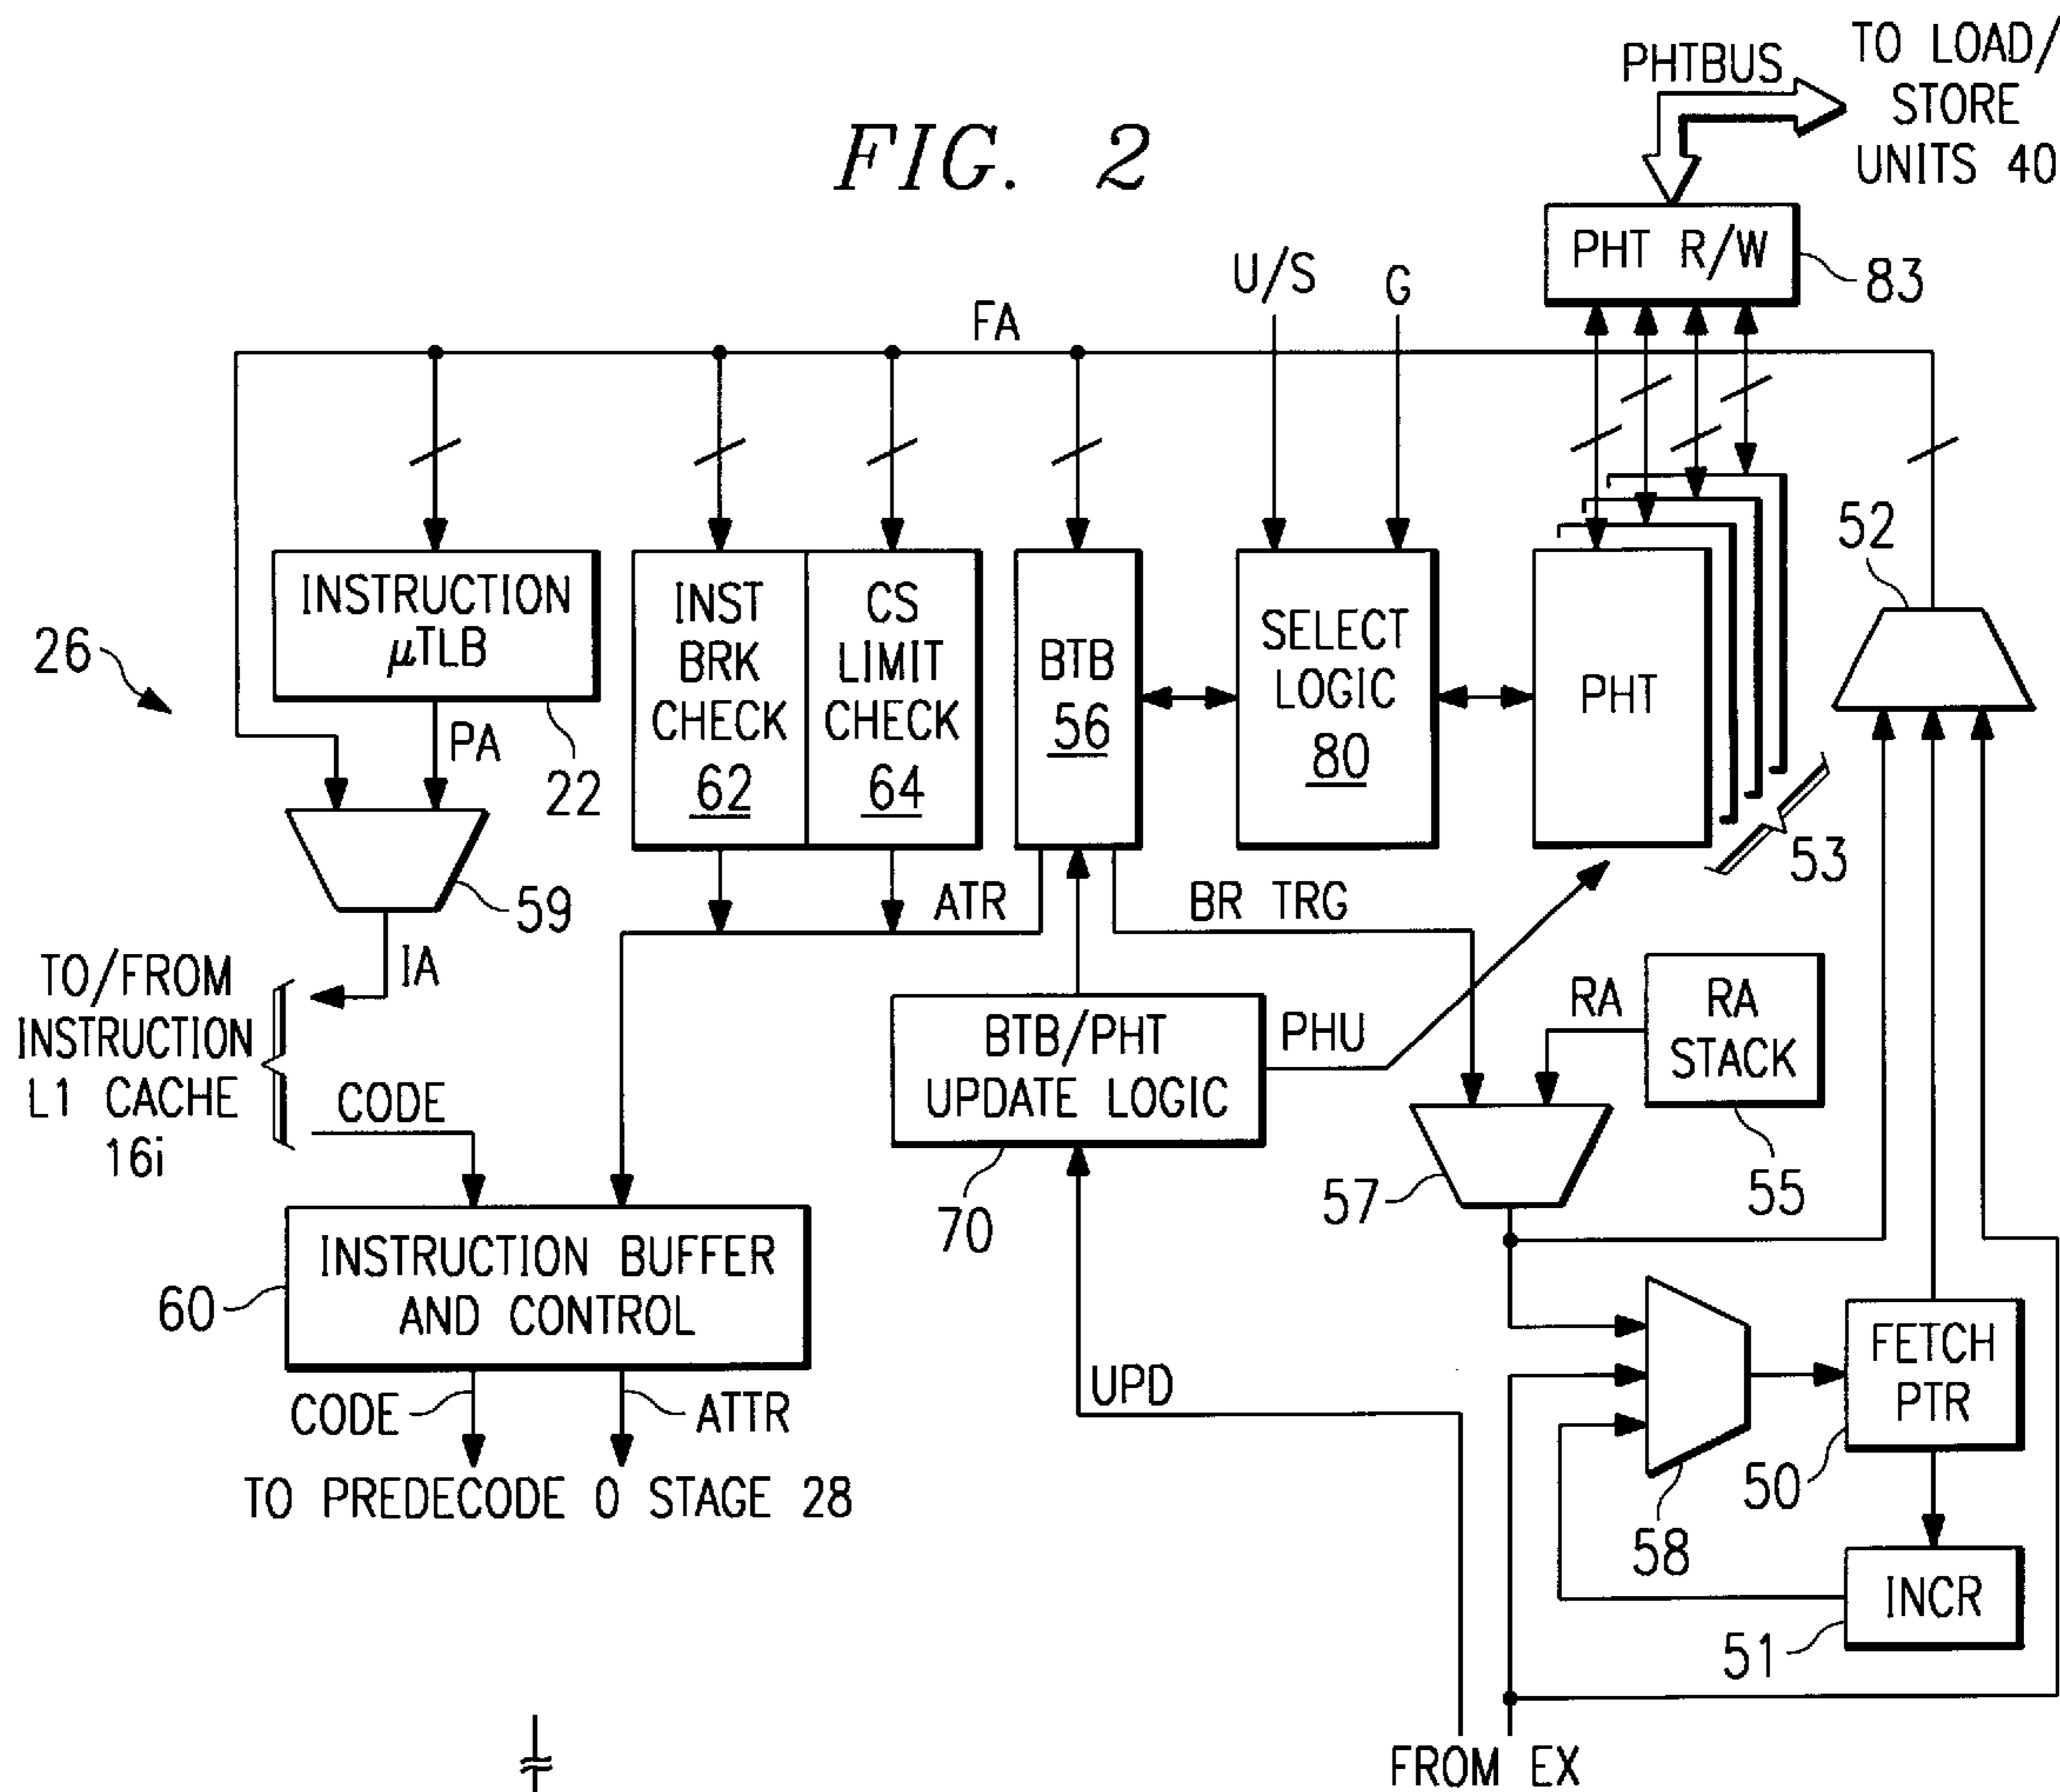 FIG. 2
PHTBUS
TO LOAD/
STORE
UNITS 40
PHT R/W
83
U/S
G
FA
52
26
INSTRUCTION
μTLB
22
PA
INST
BRK
CHECK
62
CS
LIMIT
CHECK
64
BTB
56
SELECT
LOGIC
80
PHT
53
59
IA
ATR
BR TRG
TO/FROM
INSTRUCTION
L1 CACHE
16i
CODE
BTB/PHT
UPDATE LOGIC
70
PHU
RA
RA
STACK
55
57
INSTRUCTION BUFFER
AND CONTROL
60
CODE
ATTR
TO PREDECODE 0 STAGE 28
UPD
58
FETCH
PTR
50
INCR
51
FROM EX